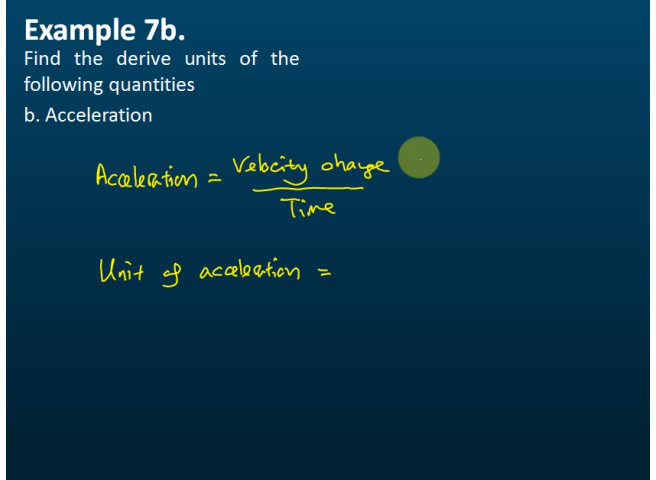 Example 7b.
Find the derive units of the
following quantities
b. Acceleration
Acceleration = Velocity change
Time
Unit of acceleration =